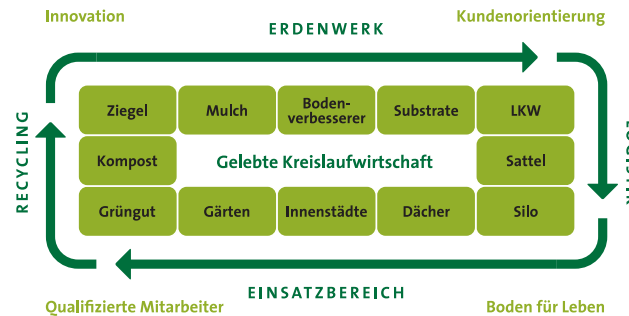 Innovation
Kundenorientierung
ERDENWERK
Ziegel
Mulch
Boden-
verbesserer
Substrate
LKW
RECYCLING
Kompost
Gelebte Kreislaufwirtschaft
Sattel
Grüngut
Gärten
Innenstädte
Dächer
Silo
EINSATZBEREICH
Qualifizierte Mitarbeiter
Boden für Leben